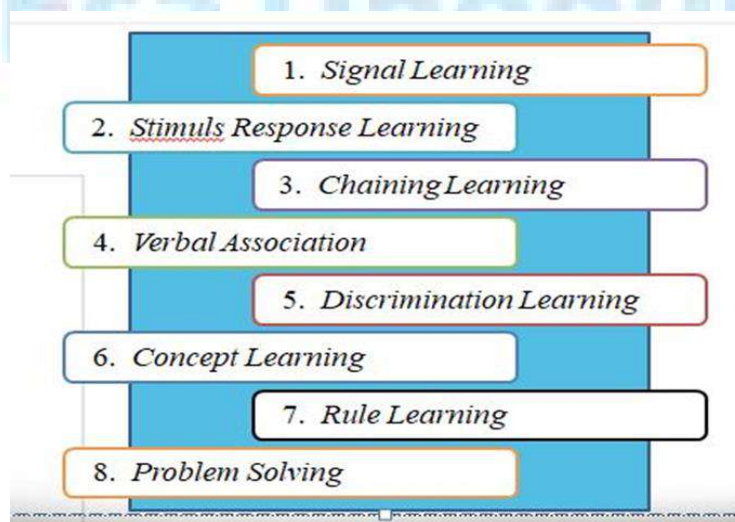 1. Signal Learning
2. Stimuls Response Learning
3. Chaining Learning
4. Verbal Association
5. Discrimination Learning
6. Concept Learning
7. Rule Learning
8. Problem Solving